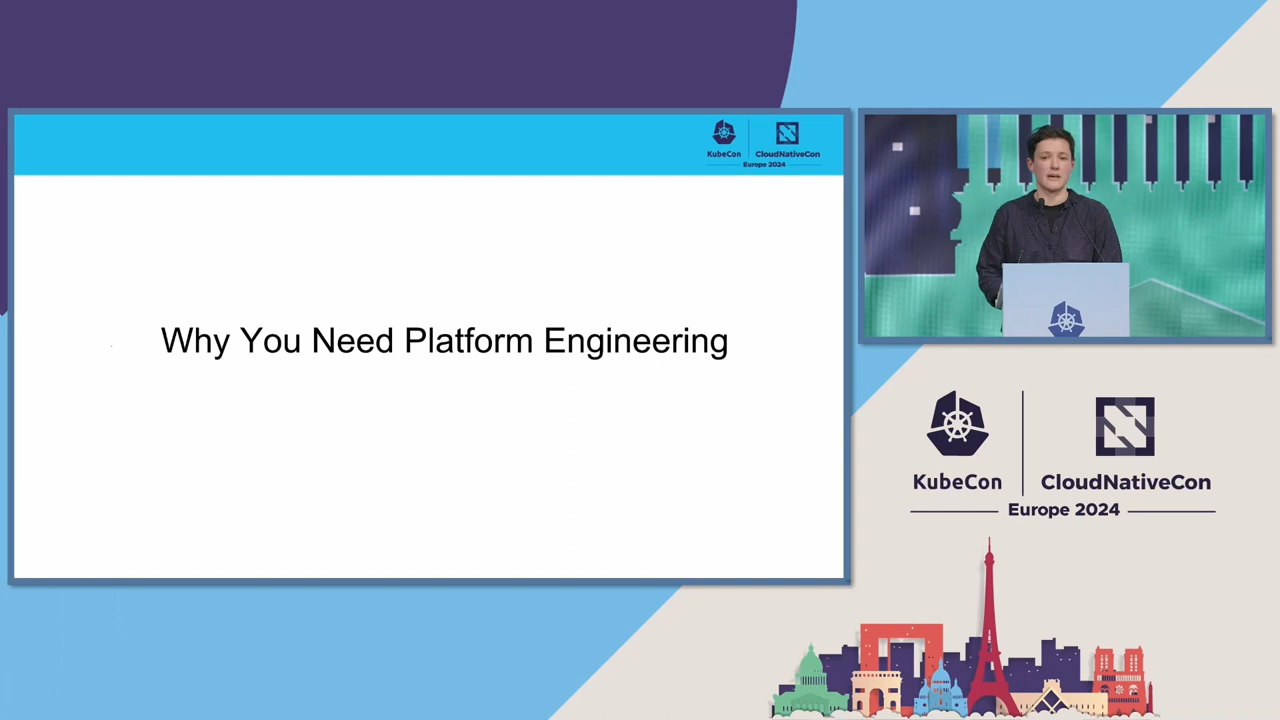 KubeCon
CloudNativeCon
Europe 2024
Why You Need Platform Engineering
KubeCon
CloudNativeCon
Europe 2024